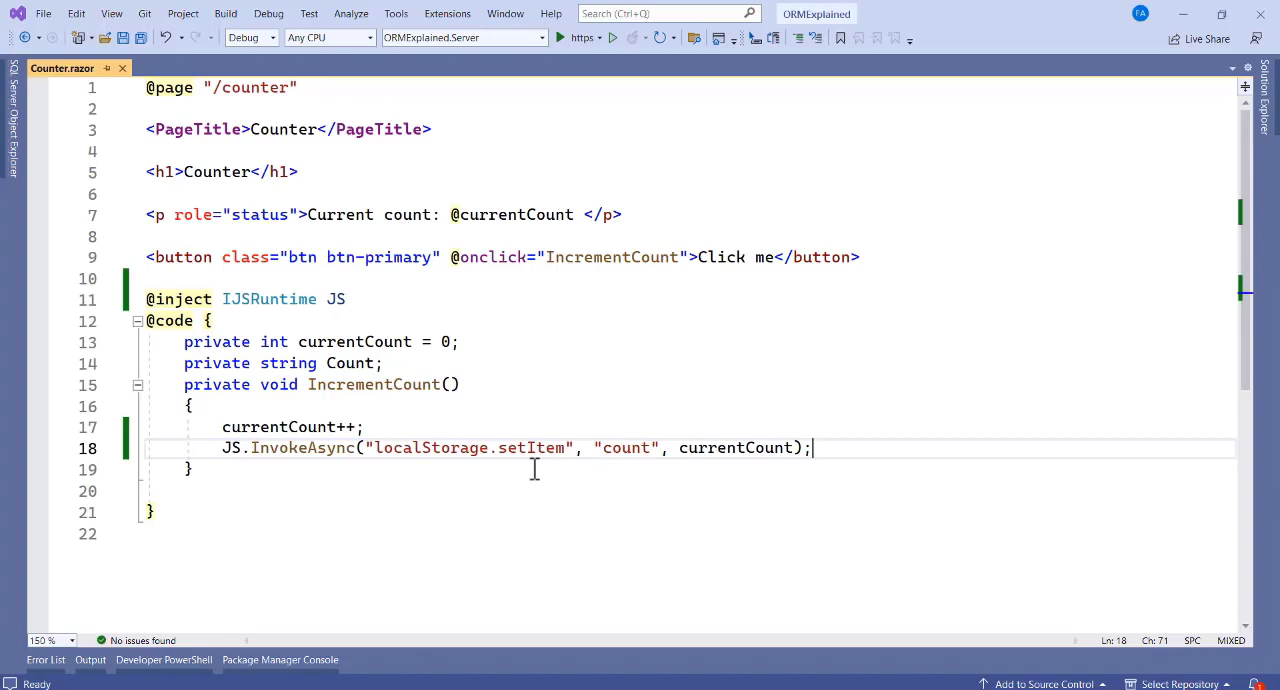 File Edit View Git Project Build Debug Test Analyze Tools Extensions Window Help Search (Ctrl+Q) ORMExplained FA
Debug Any CPU ORMExplained.Server https Live Share
Counter.razor
SQL Server Object Explorer
Solution Explorer
1 @page "/counter"
2
3 <PageTitle>Counter</PageTitle>
4
5 <h1>Counter</h1>
6
7 <p role="status">Current count: @currentCount </p>
8
9 <button class="btn btn-primary" @onclick="IncrementCount">Click me</button>
10
11 @inject IJSRuntime JS
12 @code {
13 private int currentCount = 0;
14 private string Count;
15 private void IncrementCount()
16 {
17 currentCount++;
18 JS.InvokeAsync("localStorage.setItem", "count", currentCount);
19 }
20
21 }
22
150 % No issues found Ln: 18 Ch: 71 SPC MIXED
Error List Output Developer PowerShell Package Manager Console
Ready Add to Source Control Select Repository 1